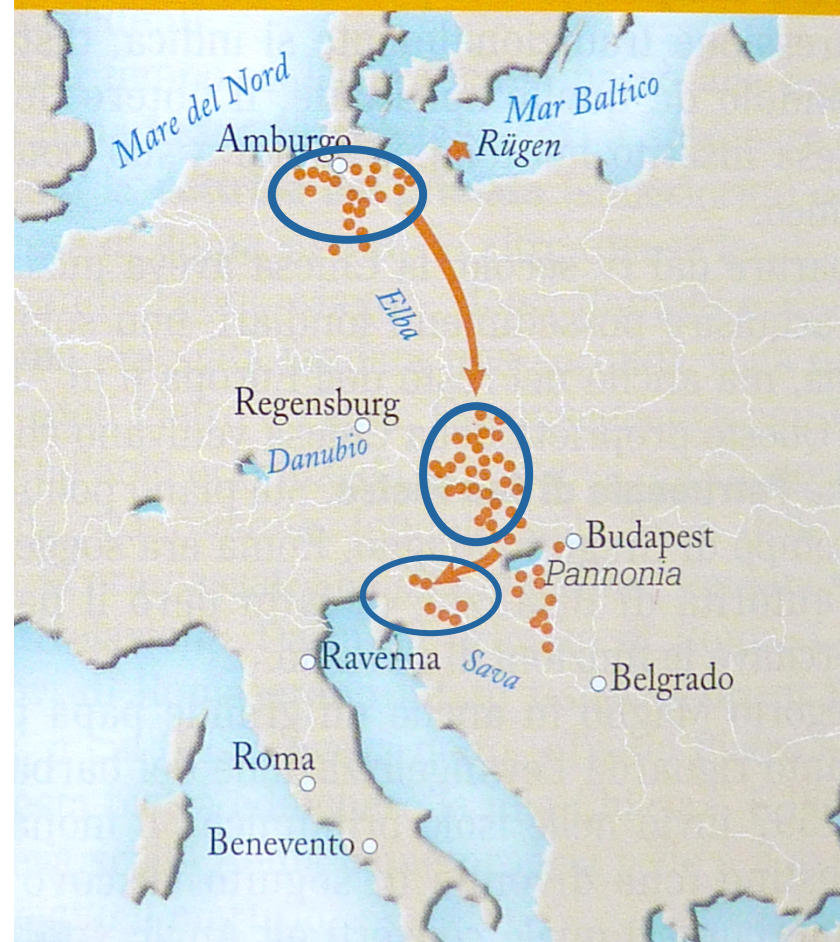 Mare del Nord
Mar Baltico
Amburgo
Rügen
Elba
Regensburg
Danubio
Budapest
Pannonia
Ravenna
Sava
Belgrado
Roma
Benevento